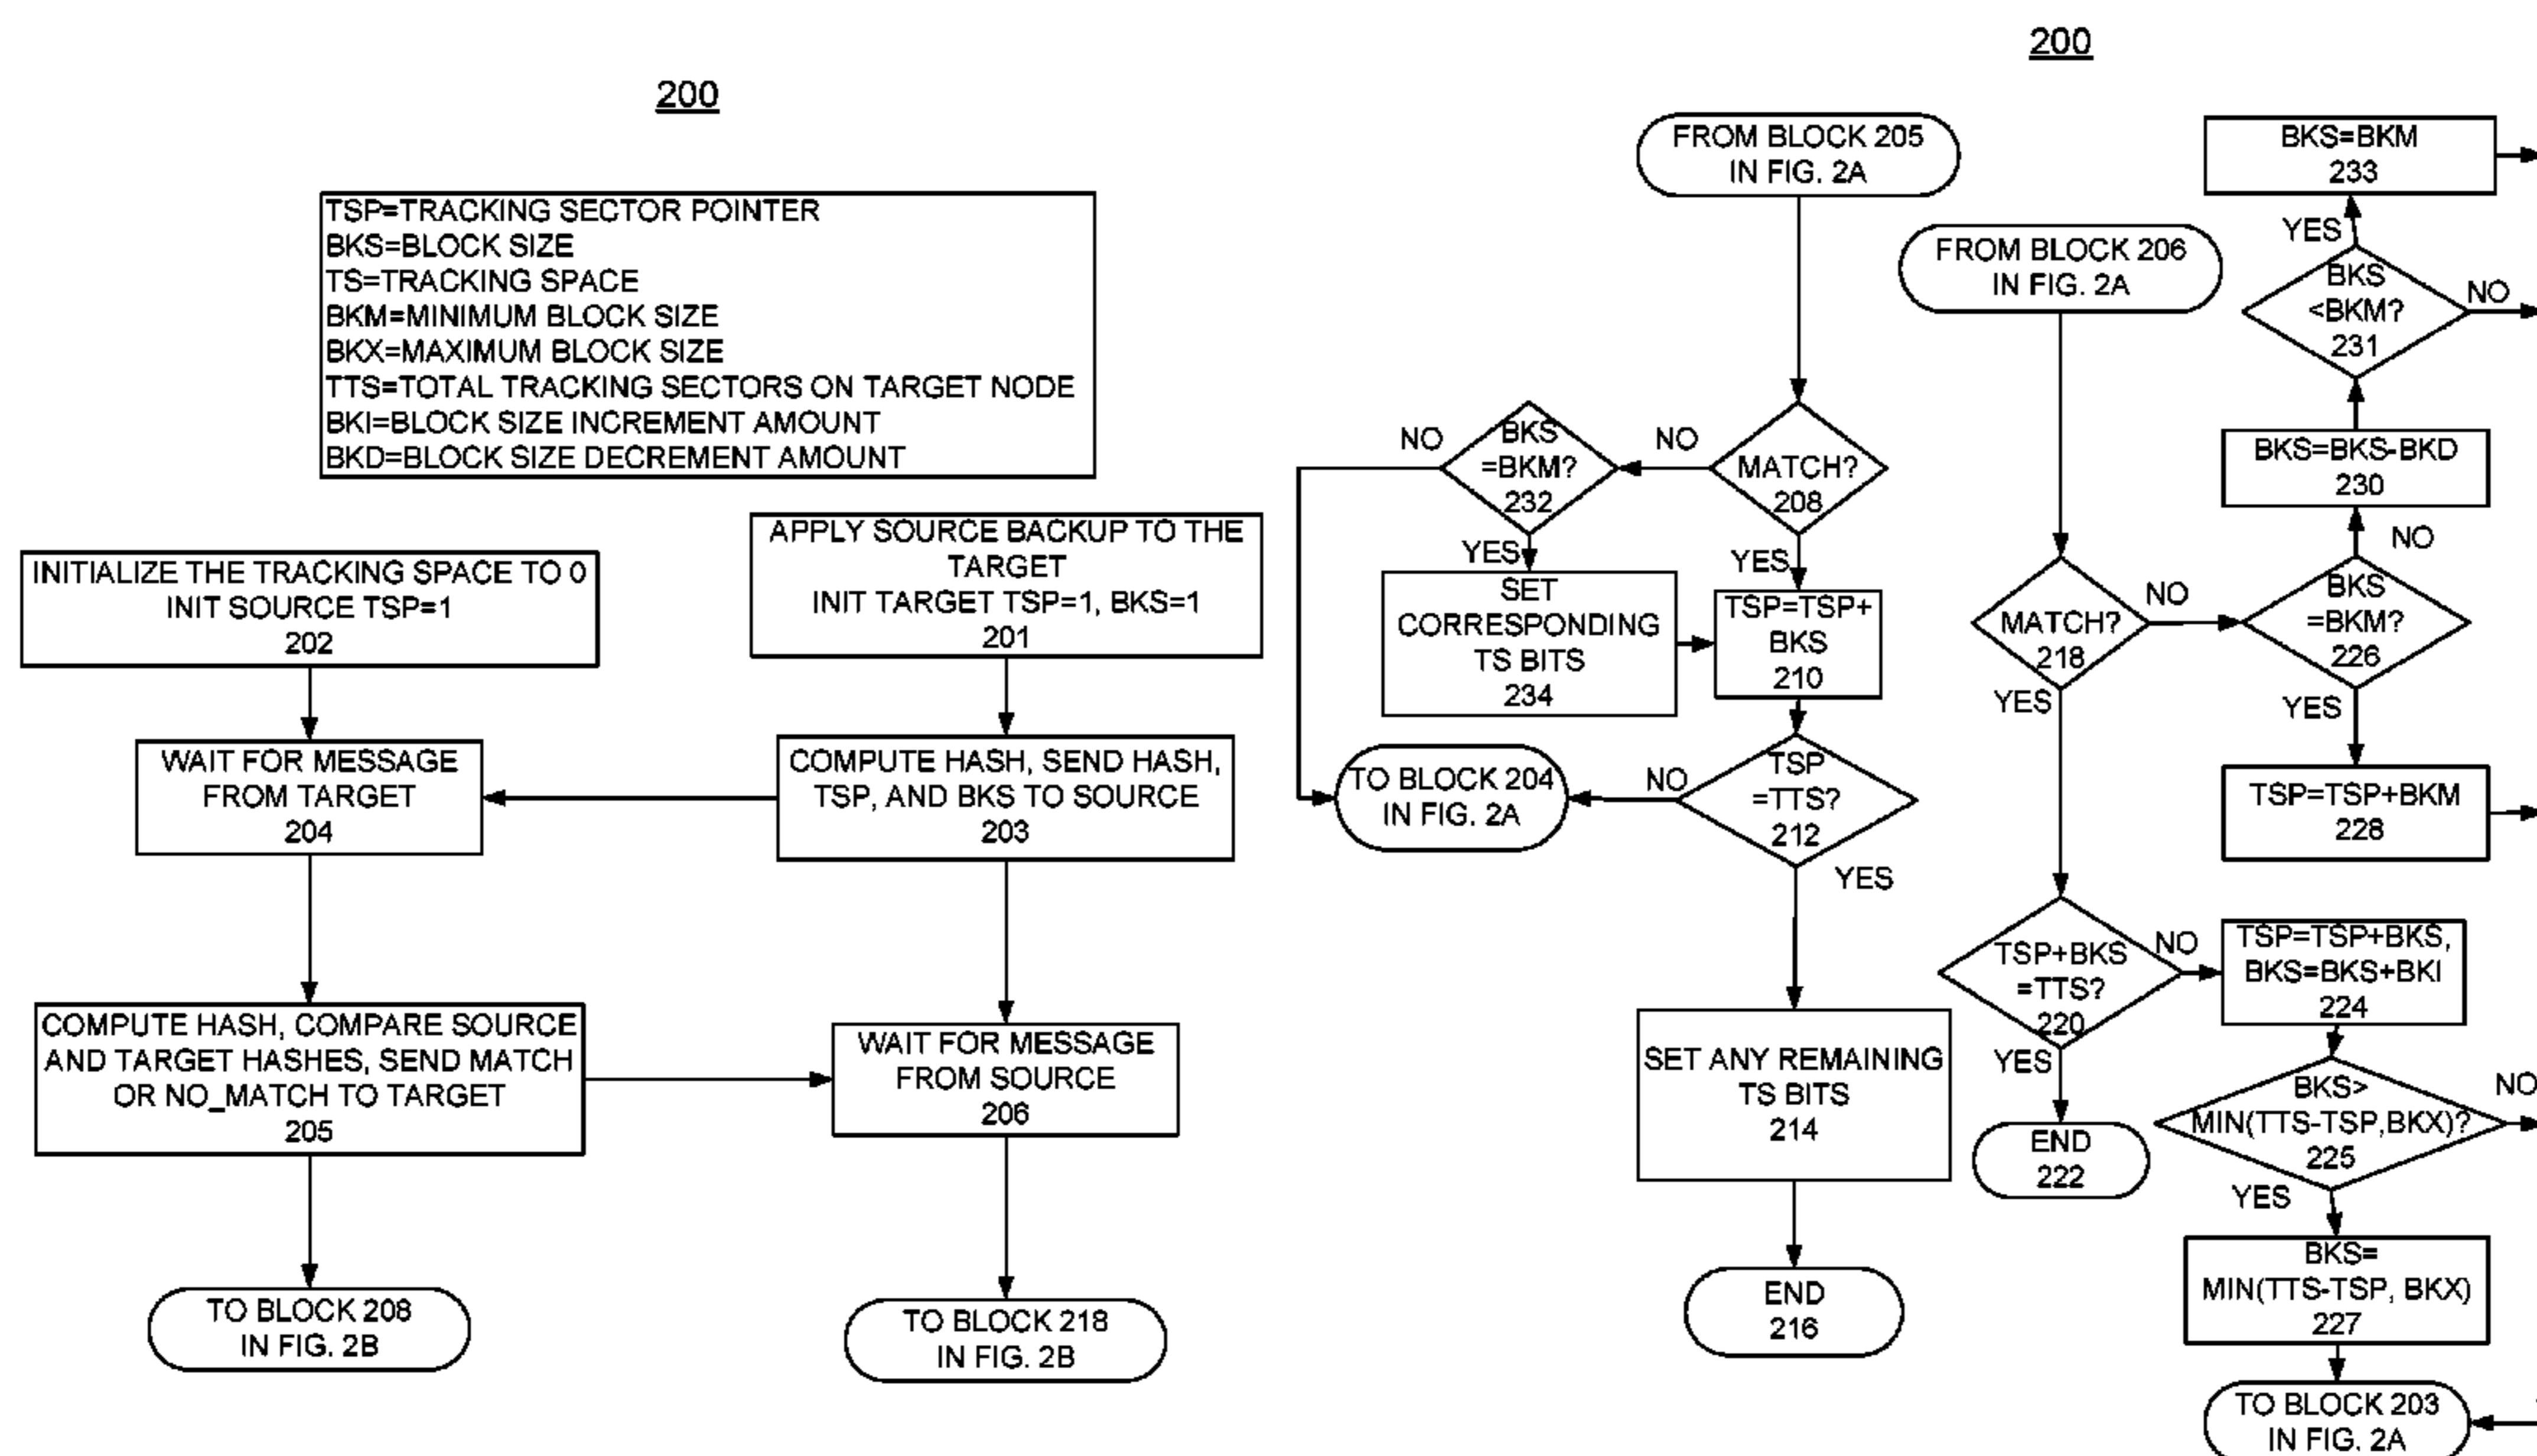 200
TSP=TRACKING SECTOR POINTER
BKS=BLOCK SIZE
TS=TRACKING SPACE
BKM=MINIMUM BLOCK SIZE
BKX=MAXIMUM BLOCK SIZE
TTS=TOTAL TRACKING SECTORS ON TARGET NODE
BKI=BLOCK SIZE INCREMENT AMOUNT
BKD=BLOCK SIZE DECREMENT AMOUNT
INITIALIZE THE TRACKING SPACE TO 0
INIT SOURCE TSP=1
202
APPLY SOURCE BACKUP TO THE
TARGET
INIT TARGET TSP=1, BKS=1
201
WAIT FOR MESSAGE
FROM TARGET
204
COMPUTE HASH, SEND HASH,
TSP, AND BKS TO SOURCE
203
COMPUTE HASH, COMPARE SOURCE
AND TARGET HASHES, SEND MATCH
OR NO_MATCH TO TARGET
205
WAIT FOR MESSAGE
FROM SOURCE
206
TO BLOCK 208
IN FIG. 2B
TO BLOCK 218
IN FIG. 2B
200
FROM BLOCK 205
IN FIG. 2A
MATCH?
208
NO
YES
BKS
=BKM?
232
NO
YES
SET
CORRESPONDING
TS BITS
234
TSP=TSP+
BKS
210
TSP
=TTS?
212
NO
YES
TO BLOCK 204
IN FIG. 2A
SET ANY REMAINING
TS BITS
214
END
216
FROM BLOCK 206
IN FIG. 2A
MATCH?
218
NO
YES
BKS
=BKM?
226
NO
YES
BKS=BKS-BKD
230
BKS
<BKM?
231
YES
NO
BKS=BKM
233
TSP=TSP+BKM
228
TSP+BKS
=TTS?
220
NO
YES
END
222
TSP=TSP+BKS,
BKS=BKS+BKI
224
BKS>
MIN(TTS-TSP,BKX)?
225
NO
YES
BKS=
MIN(TTS-TSP, BKX)
227
TO BLOCK 203
IN FIG. 2A